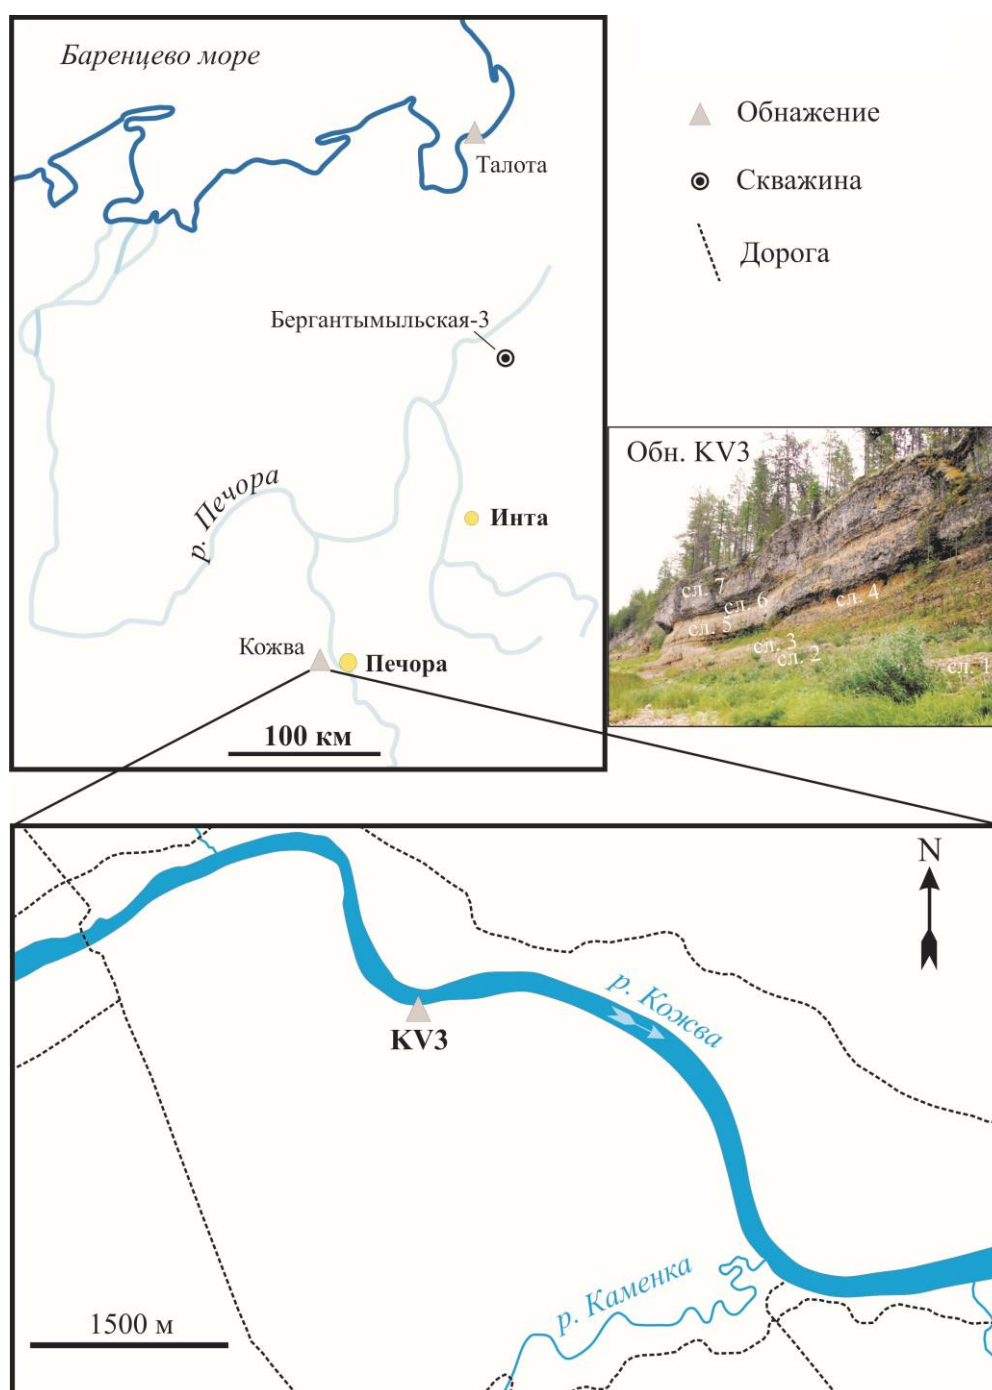 Баренцево море
Обнажение
Талота
Скважина
Дорога
Бергантымыльская-3
р. Печора
Инта
Кожва
Печора
100 км
Обн. KV3
сл. 7
сл. 6
сл. 4
сл. 5
сл. 3
сл. 2
сл. 1
N
р. Кожва
KV3
р. Каменка
1500 м